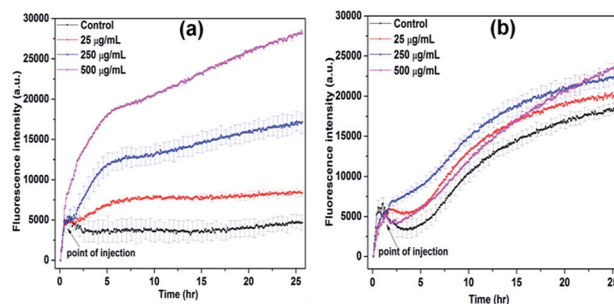 (a)
Control
25 μg/mL
250 μg/mL
500 μg/mL
Fluorescence intensity (a.u.)
30000
25000
20000
15000
10000
5000
0
point of injection
0 5 10 15 20 25
Time (hr)
(b)
Control
25 μg/mL
250 μg/mL
500 μg/mL
Fluorescence intensity (a.u.)
30000
25000
20000
15000
10000
5000
0
point of injection
0 5 10 15 20 25
Time (hr)